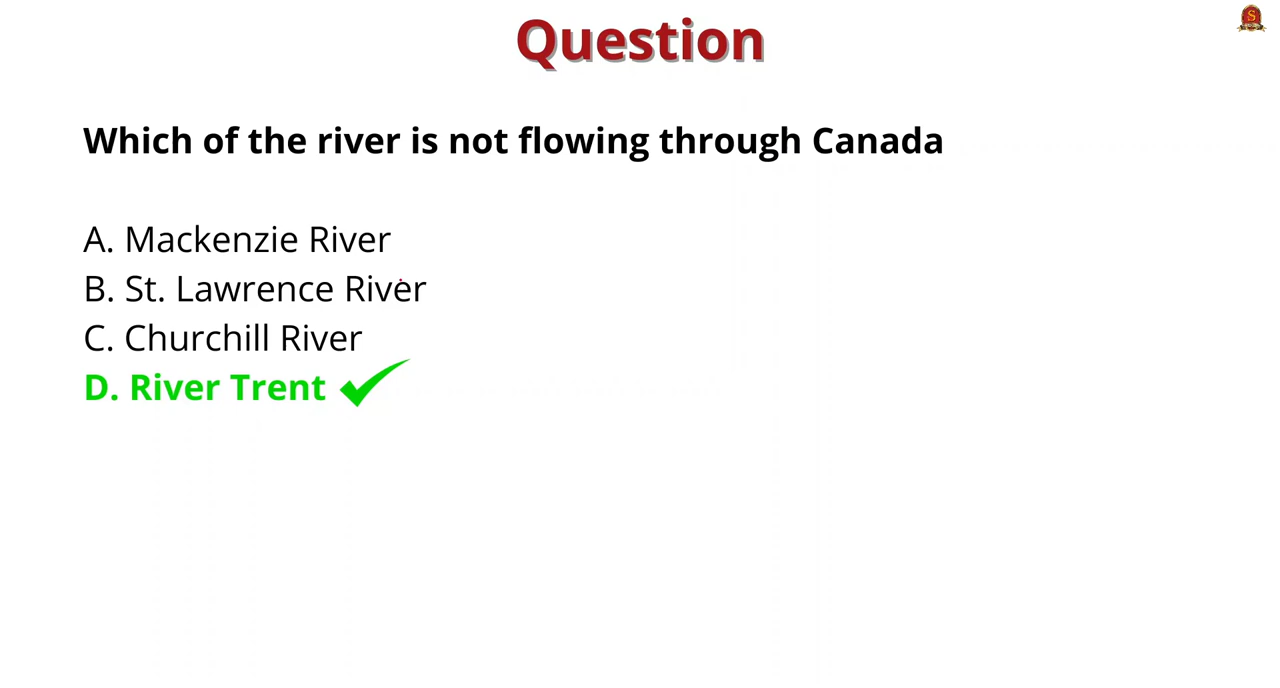 Question
Which of the river is not flowing through Canada
A. Mackenzie River
B. St. Lawrence River
C. Churchill River
D. River Trent
S